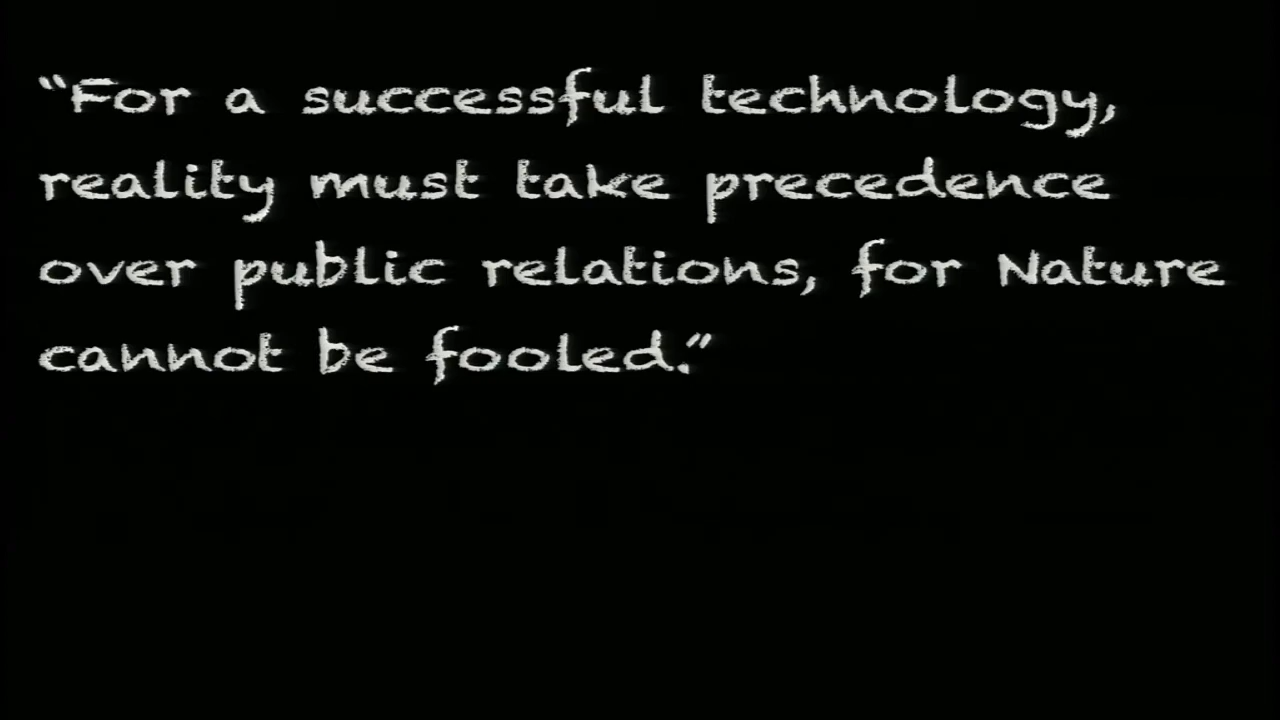 “For a successful technology,
reality must take precedence
over public relations, for Nature
cannot be fooled.”